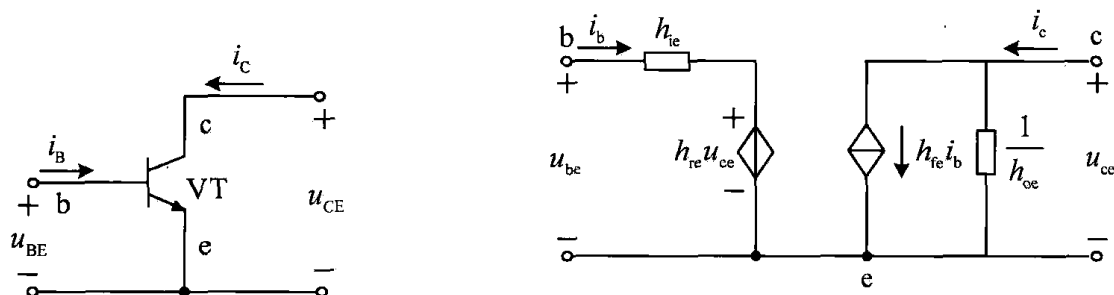 i_C
+
c
i_B
VT
b
+
u_CE
u_BE
e
−
−
b
i_b
h_ie
i_c
c
+
+
+
u_be
h_re u_ce
h_fe i_b
1/h_oe
u_ce
−
−
−
e